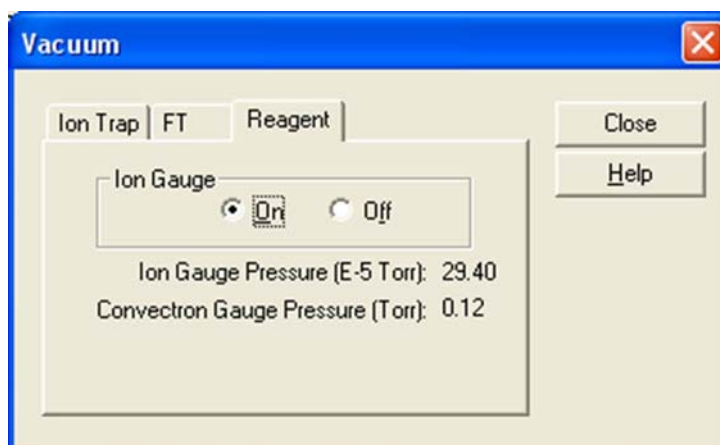 Vacuum
Ion Trap FT Reagent
Close
Help
Ion Gauge
On Off
Ion Gauge Pressure (E-5 Torr): 29.40
Convectron Gauge Pressure (Torr): 0.12